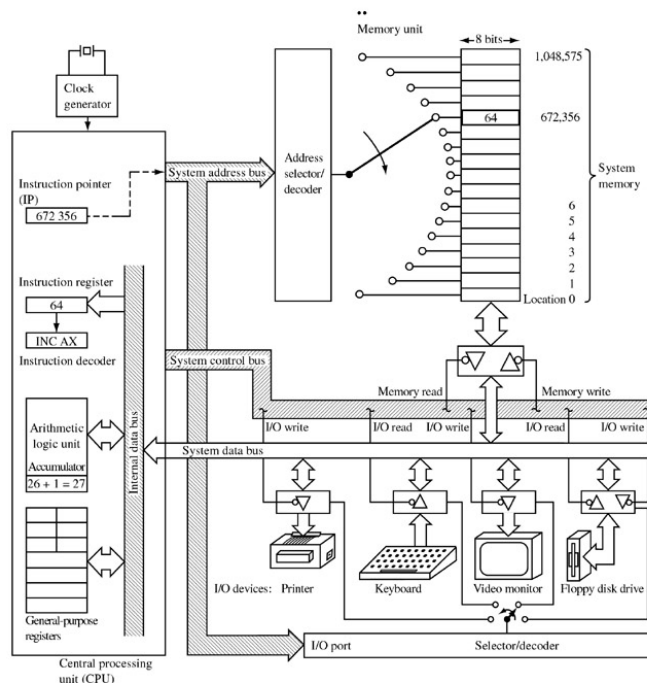 Memory unit
8 bits
1,048,575
Clock
generator
64
672,356
Address
selector/
decoder
System
memory
System address bus
Instruction pointer
(IP)
672 356
6
5
4
3
2
1
Location 0
Instruction register
64
INC AX
Instruction decoder
System control bus
Memory read
Memory write
I/O write
I/O read
I/O write
I/O read
I/O write
Arithmetic
logic unit
Accumulator
26 + 1 = 27
Internal data bus
System data bus
General-purpose
registers
I/O devices:
Printer
Keyboard
Video monitor
Floppy disk drive
I/O port
Selector/decoder
Central processing
unit (CPU)